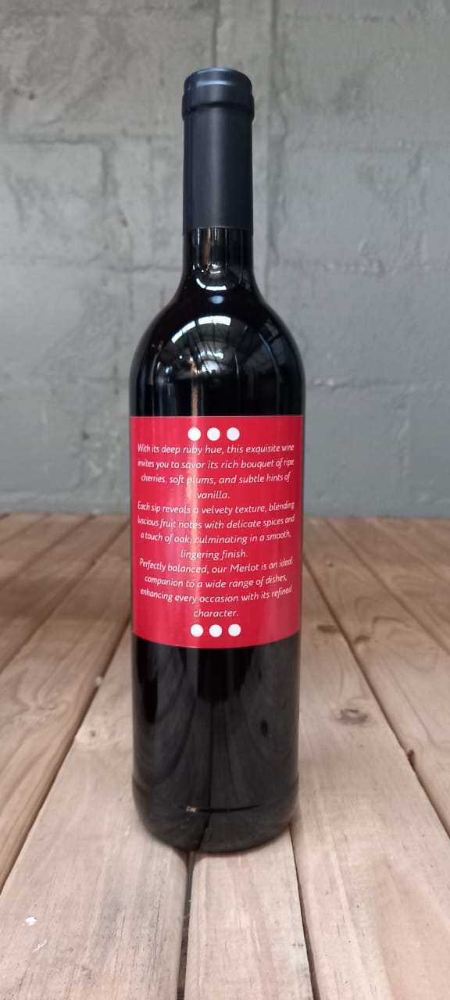 With its deep ruby hue, this exquisite wine
invites you to savor its rich bouquet of ripe
cherries, soft plums, and subtle hints of
vanilla.
Each sip reveals a velvety texture, blending
luscious fruit notes with delicate spices and
a touch of oak, culminating in a smooth,
lingering finish.
Perfectly balanced, our Merlot is an ideal
companion to a wide range of dishes,
enhancing every occasion with its refined
character.